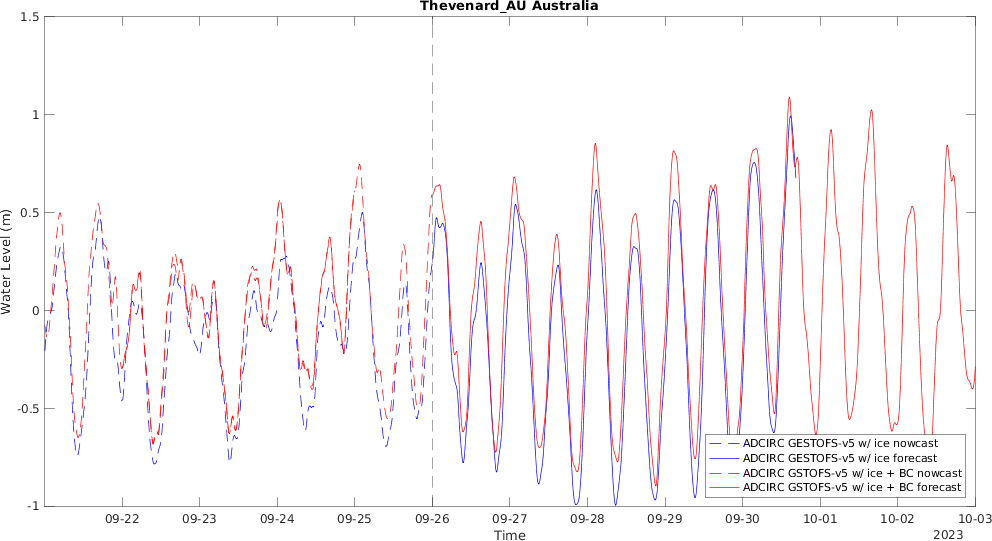 Thevenard_AU Australia
1.5
1
0.5
0
-0.5
-1
Water Level (m)
ADCIRC GESTOFS-v5 w/ ice nowcast
ADCIRC GESTOFS-v5 w/ ice forecast
ADCIRC GSTOFS-v5 w/ ice + BC nowcast
ADCIRC GSTOFS-v5 w/ ice + BC forecast
09-22 09-23 09-24 09-25 09-26 09-27 09-28 09-29 09-30 10-01 10-02 10-03
Time
2023